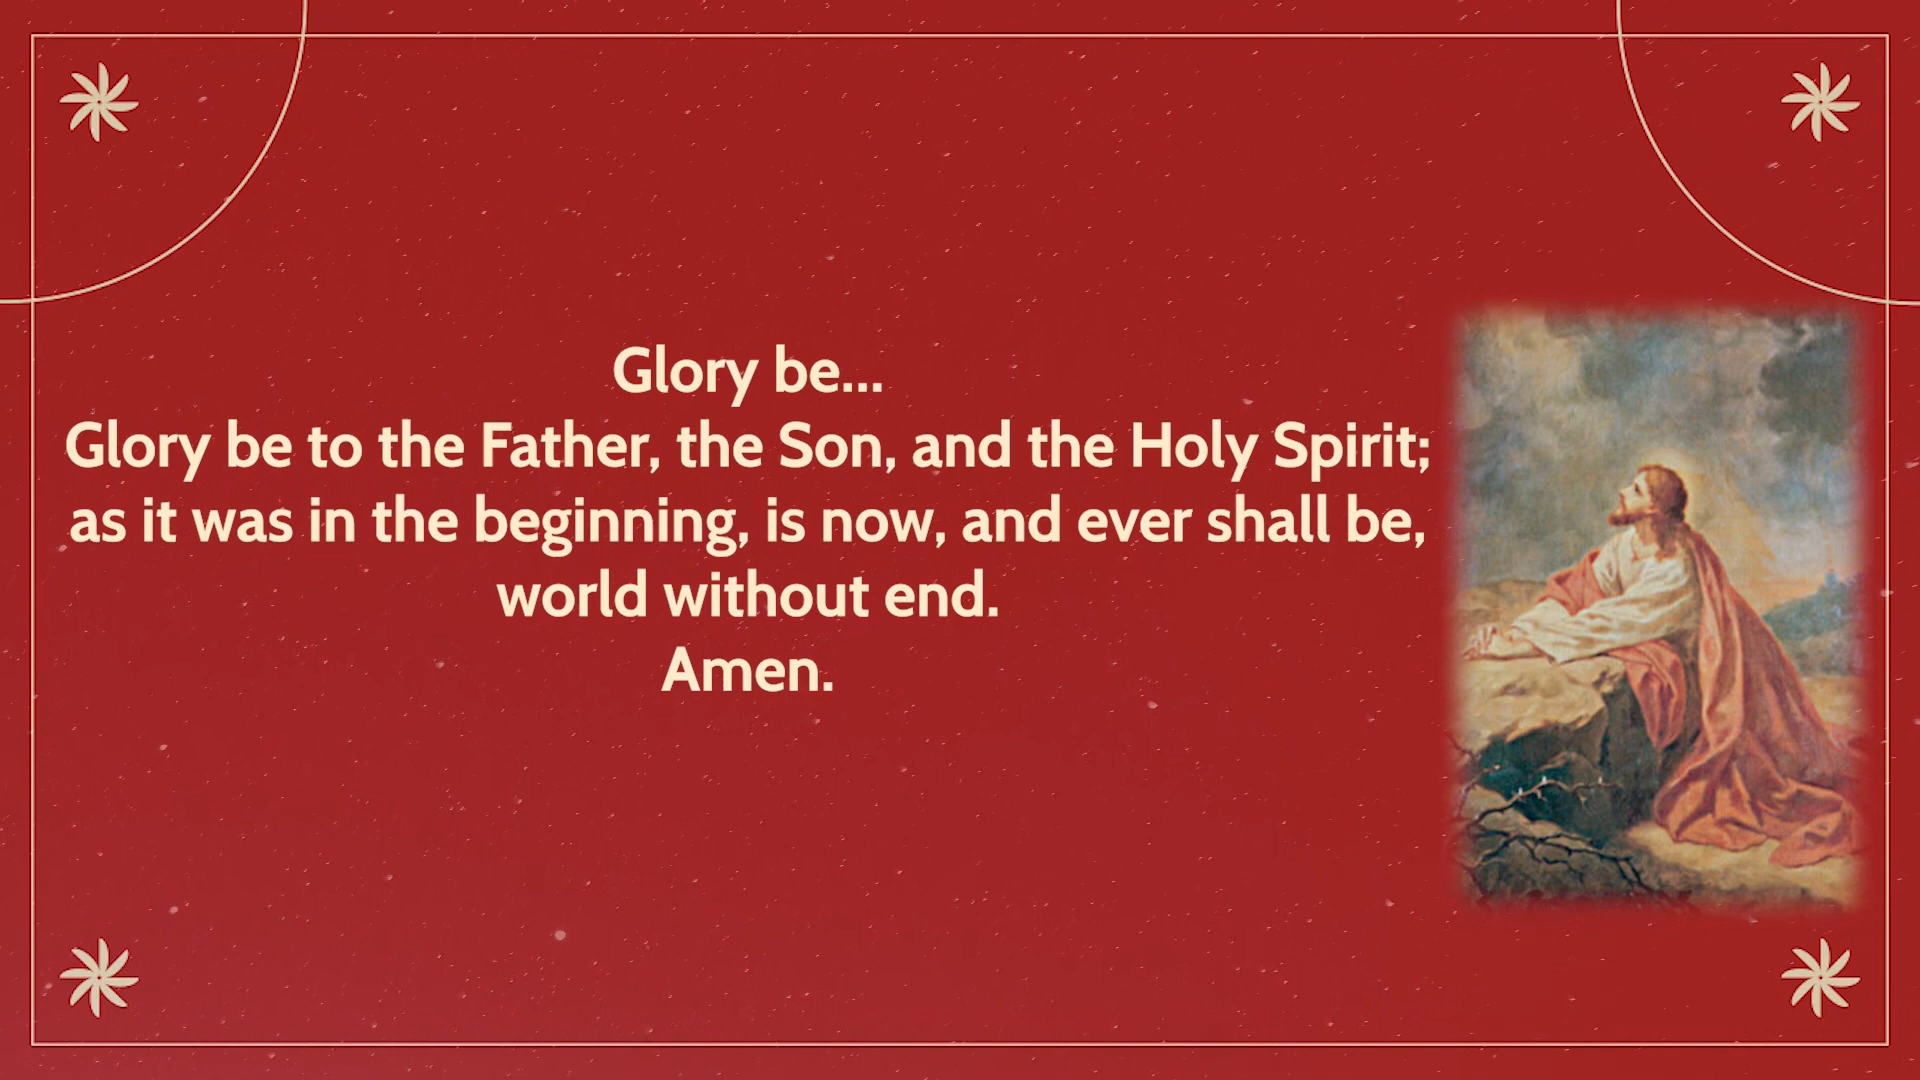 Glory be...
Glory be to the Father, the Son, and the Holy Spirit;
as it was in the beginning, is now, and ever shall be,
world without end.
Amen.